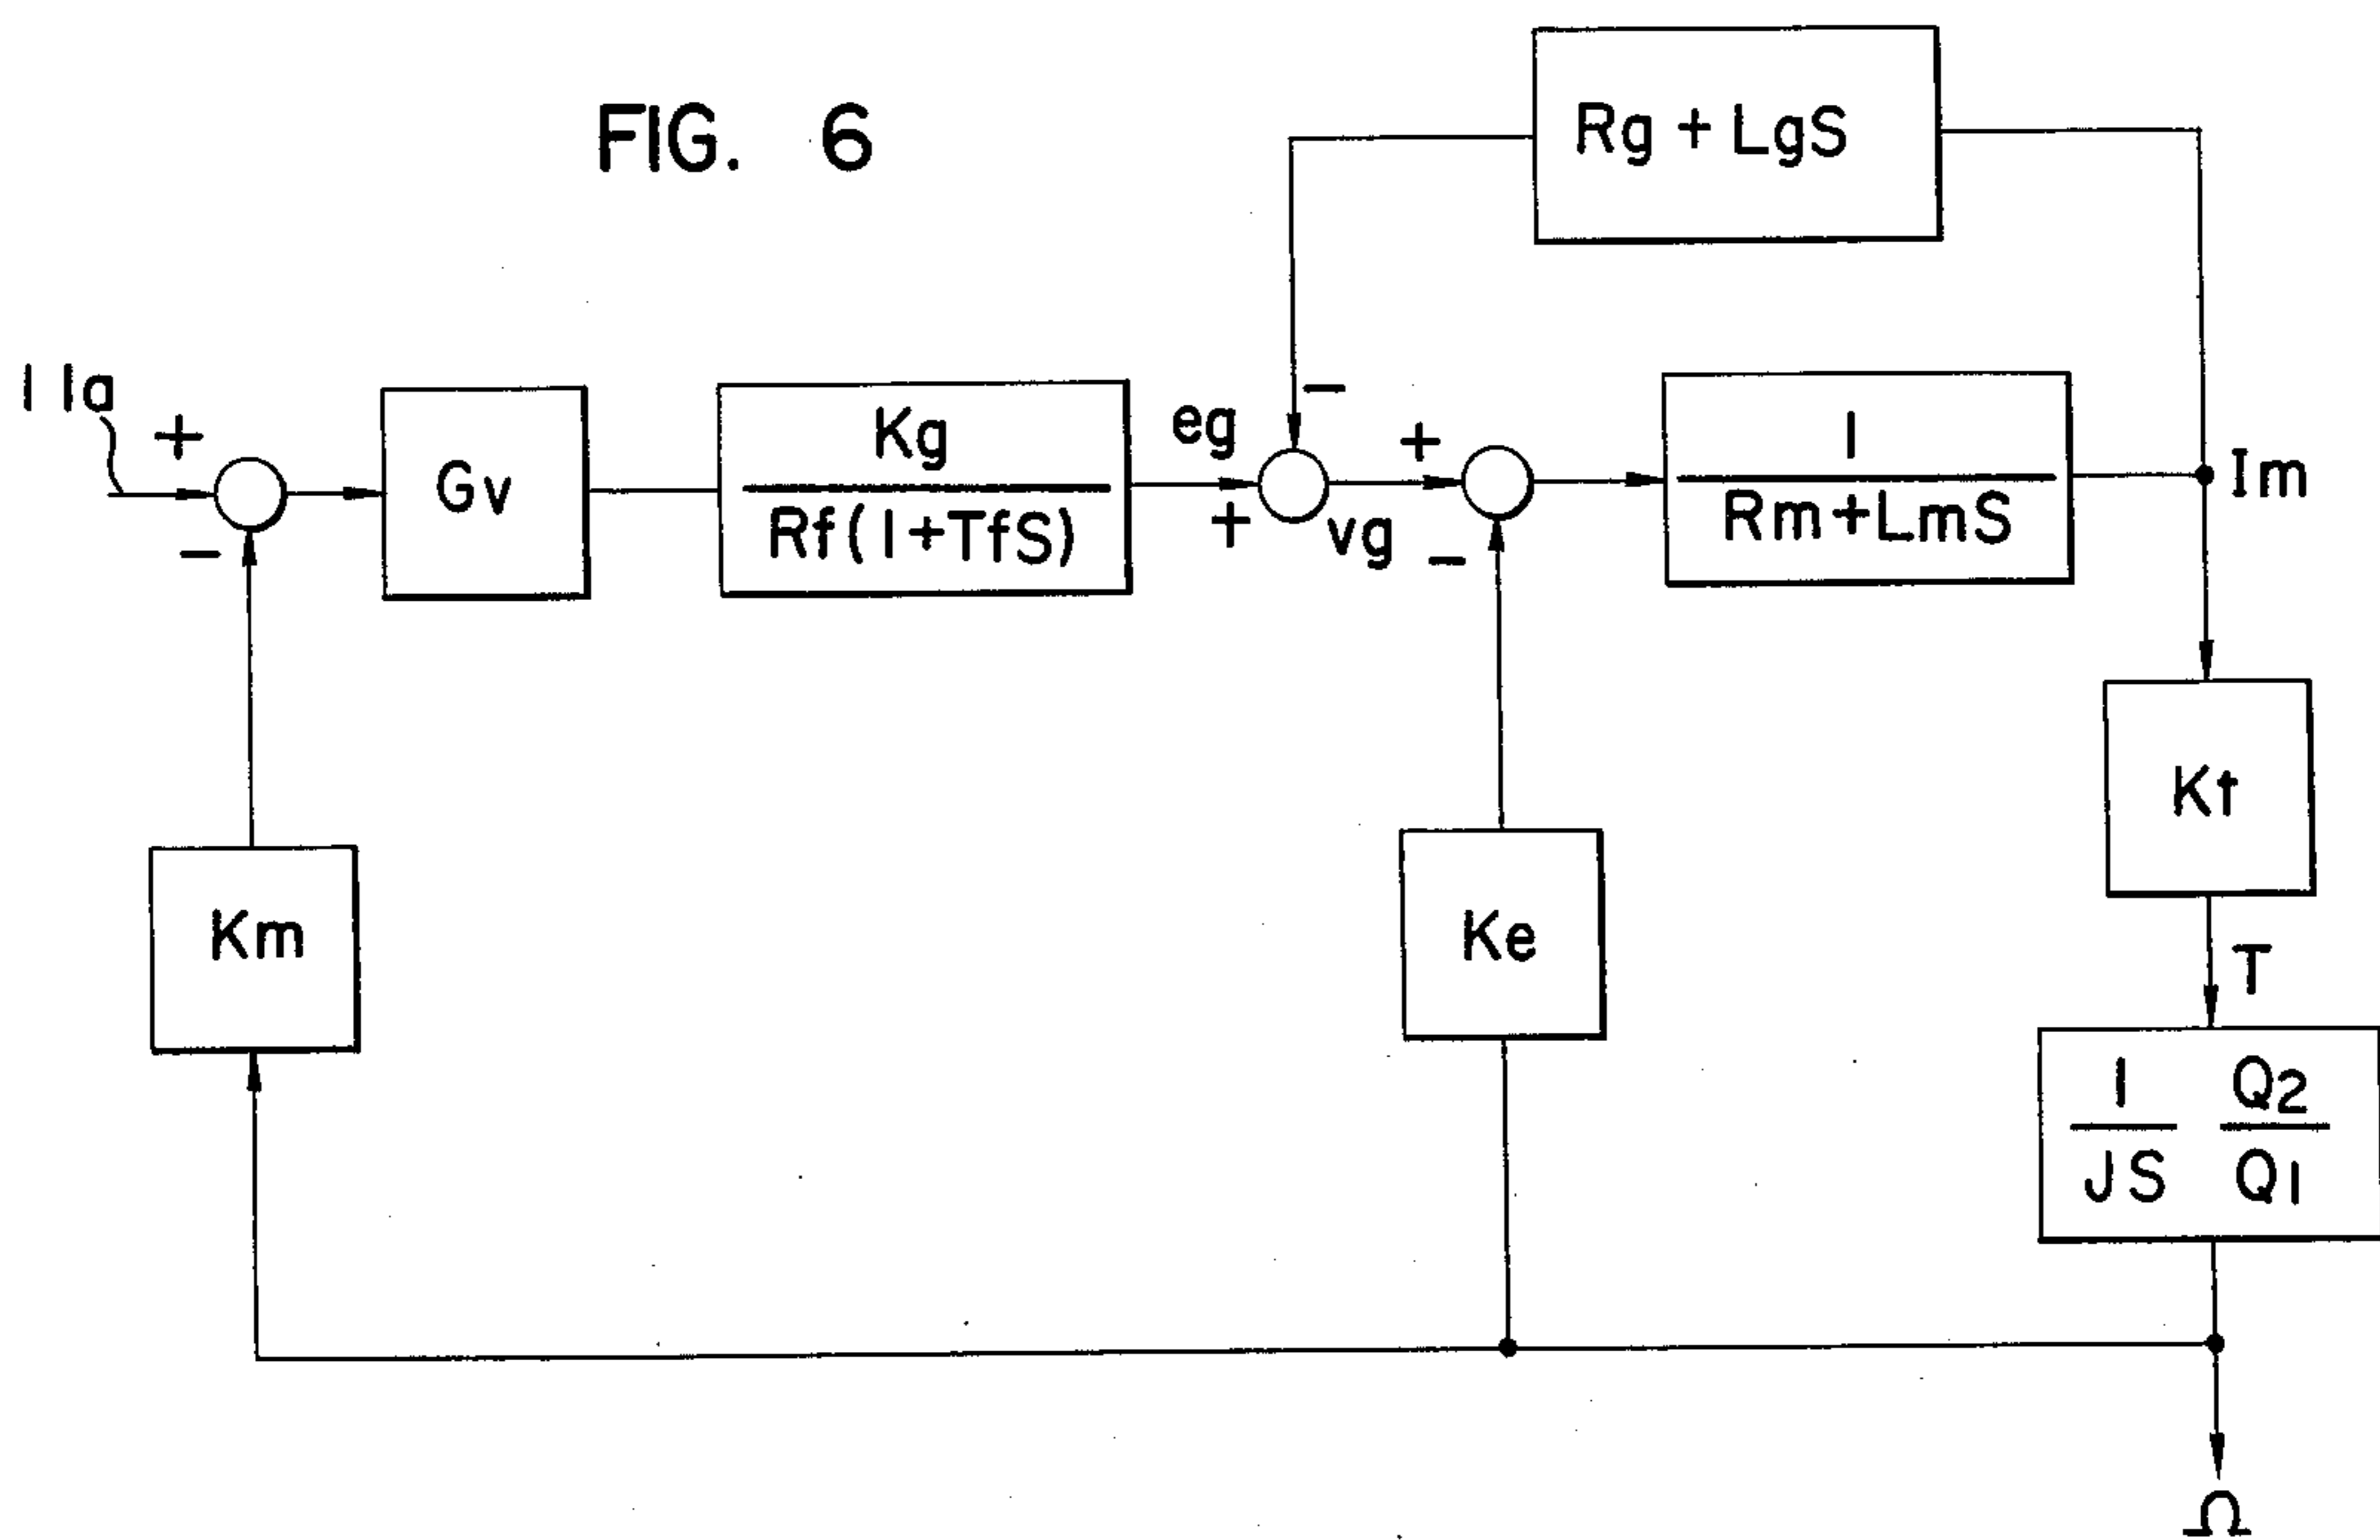 FIG. 6
Rg + LgS
11a
+
-
Gv
Kg
Rf(1+TfS)
eg
+
-
vg
+
-
1
Rm+LmS
Im
Kt
T
Km
Ke
1 Q2
JS Q1
Ω